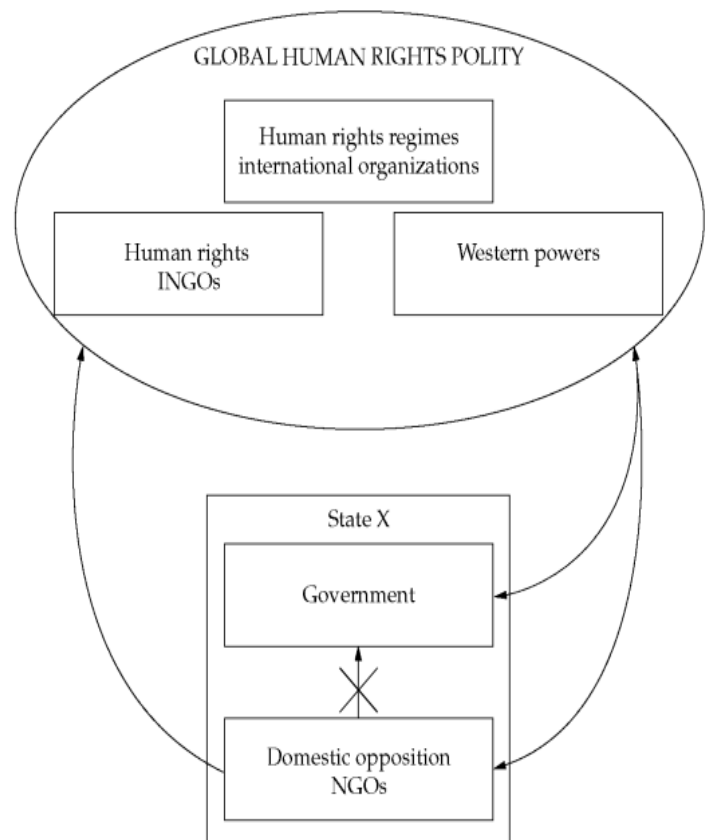 GLOBAL HUMAN RIGHTS POLITY
Human rights regimes
international organizations
Human rights
INGOs
Western powers
State X
Government
Domestic opposition
NGOs